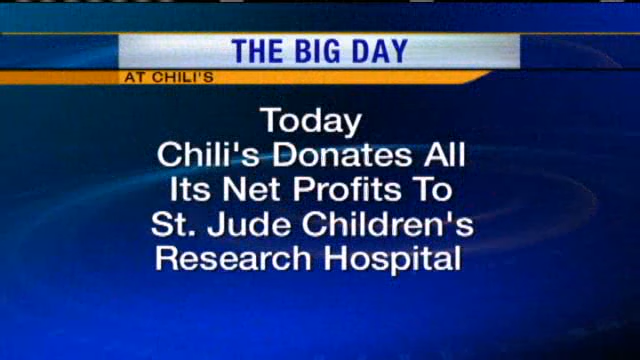 THE BIG DAY
AT CHILI'S
Today
Chili's Donates All
Its Net Profits To
St. Jude Children's
Research Hospital